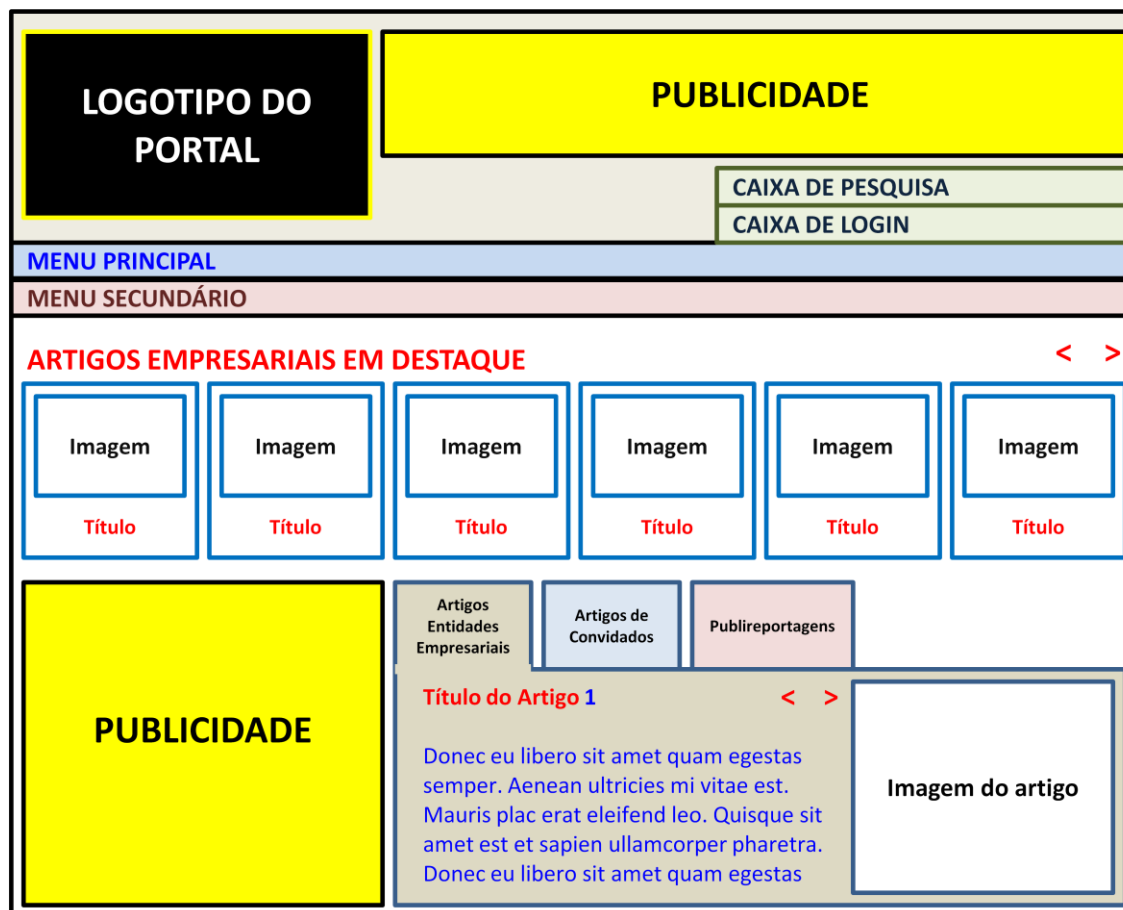 LOGOTIPO DO
PORTAL
PUBLICIDADE
CAIXA DE PESQUISA
CAIXA DE LOGIN
MENU PRINCIPAL
MENU SECUNDÁRIO
ARTIGOS EMPRESARIAIS EM DESTAQUE
< >
Imagem
Título
Imagem
Título
Imagem
Título
Imagem
Título
Imagem
Título
Imagem
Título
PUBLICIDADE
Artigos
Entidades
Empresariais
Artigos de
Convidados
Publireportagens
Título do Artigo 1
< >
Donec eu libero sit amet quam egestas
semper. Aenean ultricies mi vitae est.
Mauris plac erat eleifend leo. Quisque sit
amet est et sapien ullamcorper pharetra.
Donec eu libero sit amet quam egestas
Imagem do artigo